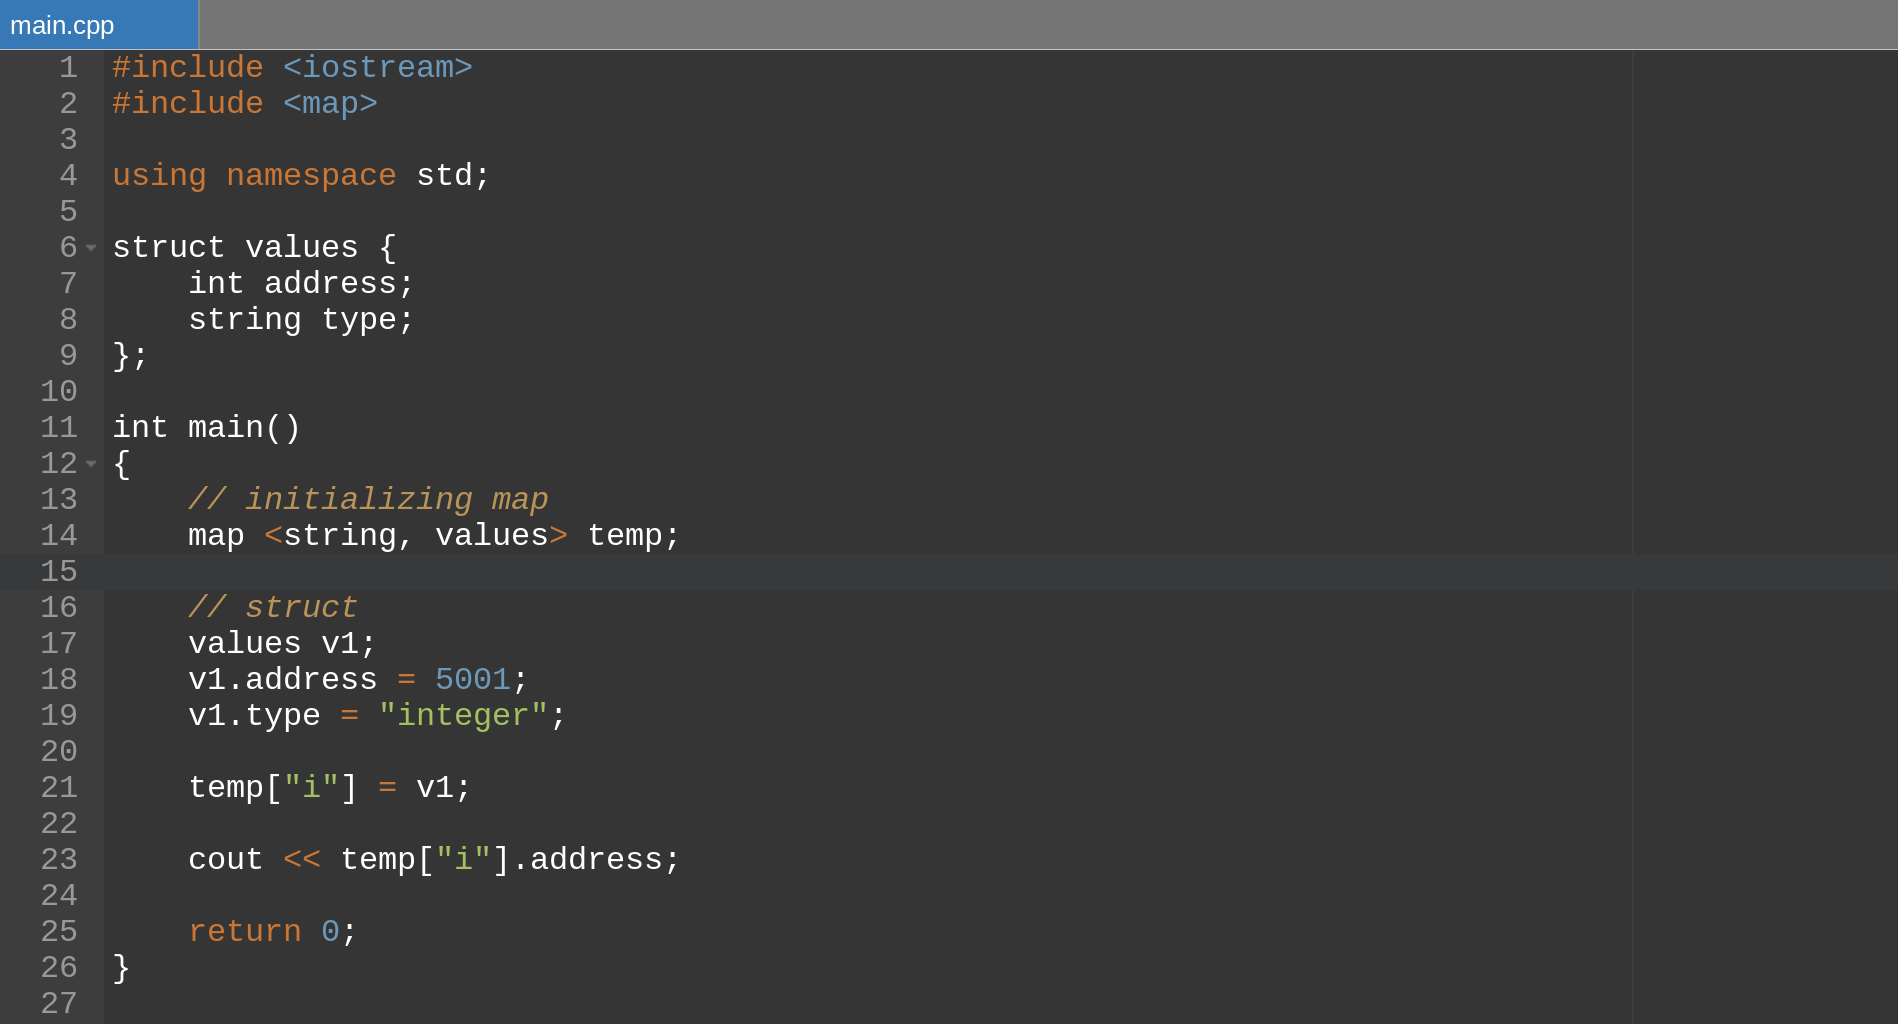 main.cpp
1 #include <iostream>
2 #include <map>
3
4 using namespace std;
5
6 struct values {
7     int address;
8     string type;
9 };
10
11 int main()
12 {
13     // initializing map
14     map <string, values> temp;
15
16     // struct
17     values v1;
18     v1.address = 5001;
19     v1.type = "integer";
20
21     temp["i"] = v1;
22
23     cout << temp["i"].address;
24
25     return 0;
26 }
27